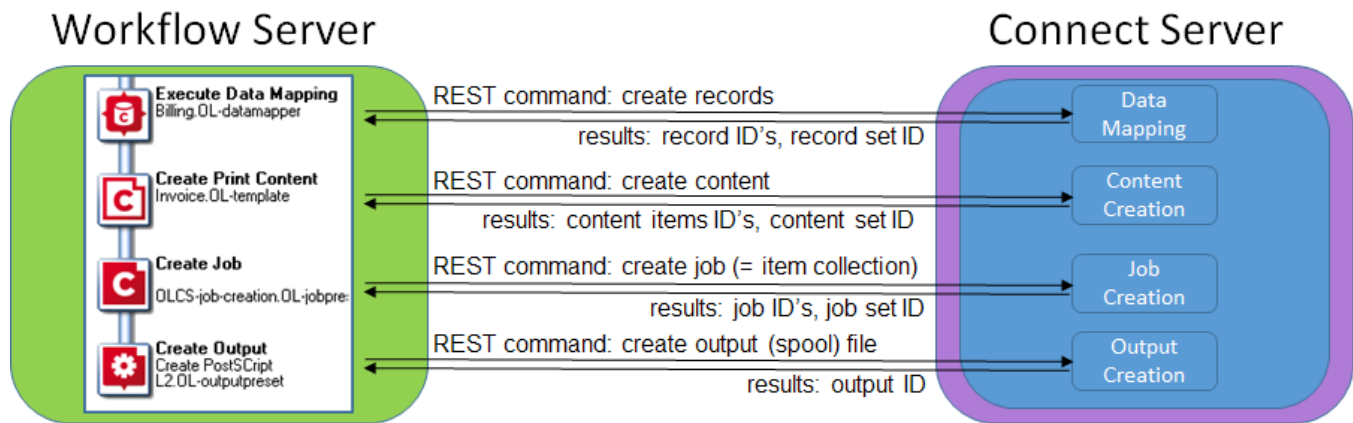 Workflow Server
Connect Server
Execute Data Mapping
Billing.OL-datamapper
REST command: create records
results: record ID's, record set ID
Data
Mapping
Create Print Content
Invoice.OL-template
REST command: create content
results: content items ID's, content set ID
Content
Creation
Create Job
OLCS-job-creation.OL-jobpre:
REST command: create job (= item collection)
results: job ID's, job set ID
Job
Creation
Create Output
Create PostSCript
L2.OL-outputpreset
REST command: create output (spool) file
results: output ID
Output
Creation